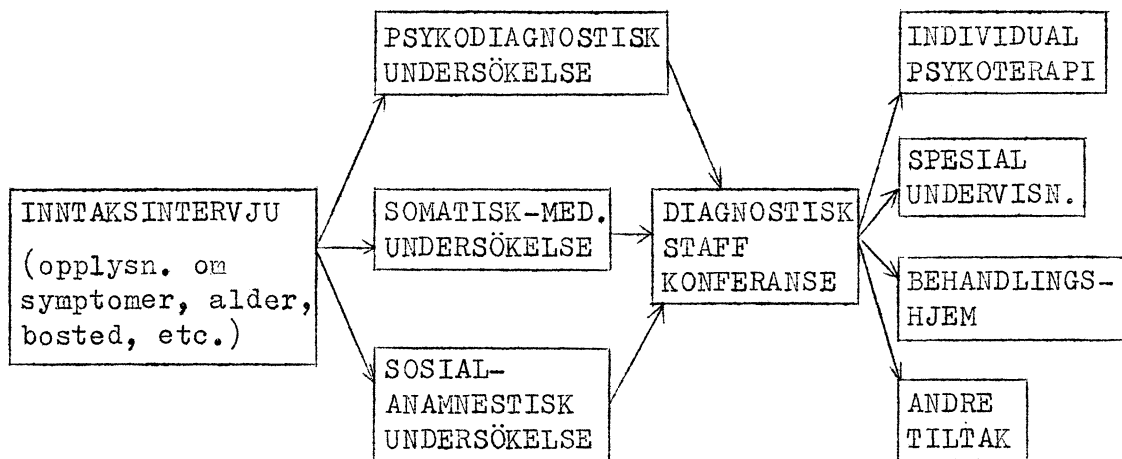 INNTAKSINTERVJU
(opplysn. om
symptomer, alder,
bosted, etc.)
PSYKODIAGNOSTISK
UNDERSÖKELSE
SOMATISK-MED.
UNDERSÖKELSE
SOSIAL-
ANAMNESTISK
UNDERSÖKELSE
DIAGNOSTISK
STAFF
KONFERANSE
INDIVIDUAL
PSYKOTERAPI
SPESIAL
UNDERVISN.
BEHANDLINGS-
HJEM
ANDRE
TILTAK